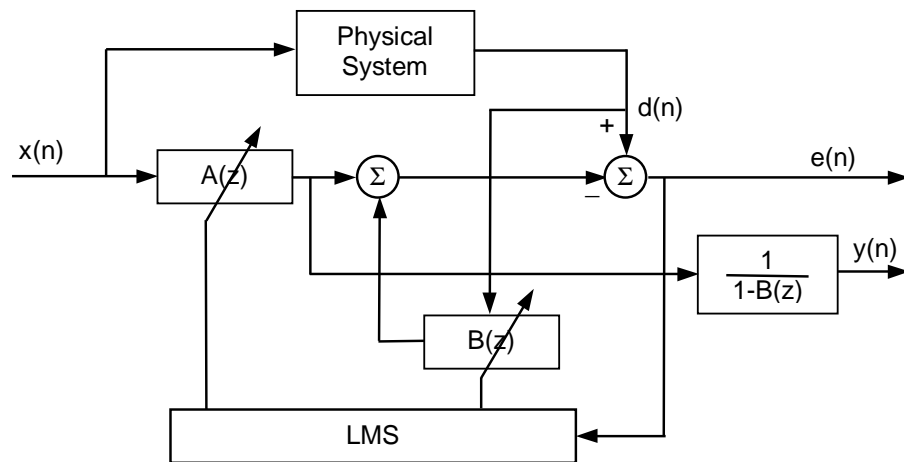 Physical
System
d(n)
+
x(n)
A(z)
Σ
Σ
e(n)
–
y(n)
1
1-B(z)
B(z)
LMS